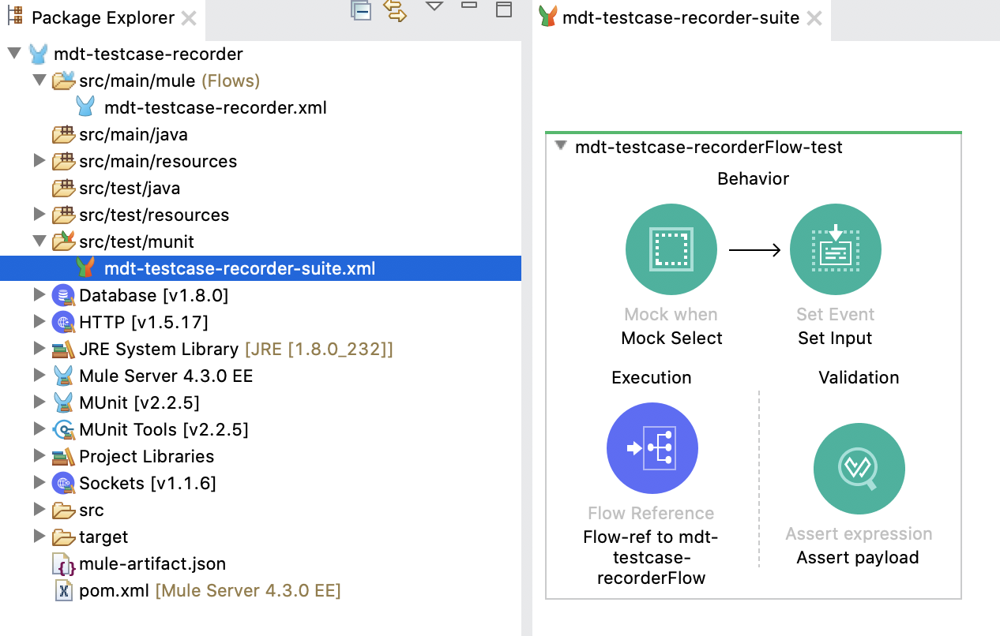 Package Explorer
mdt-testcase-recorder
src/main/mule (Flows)
mdt-testcase-recorder.xml
src/main/java
src/main/resources
src/test/java
src/test/resources
src/test/munit
mdt-testcase-recorder-suite.xml
Database [v1.8.0]
HTTP [v1.5.17]
JRE System Library [JRE [1.8.0_232]]
Mule Server 4.3.0 EE
MUnit [v2.2.5]
MUnit Tools [v2.2.5]
Project Libraries
Sockets [v1.1.6]
src
target
mule-artifact.json
pom.xml [Mule Server 4.3.0 EE]
mdt-testcase-recorder-suite
mdt-testcase-recorderFlow-test
Behavior
Mock when
Mock Select
Set Event
Set Input
Execution
Flow Reference
Flow-ref to mdt-
testcase-
recorderFlow
Validation
Assert expression
Assert payload